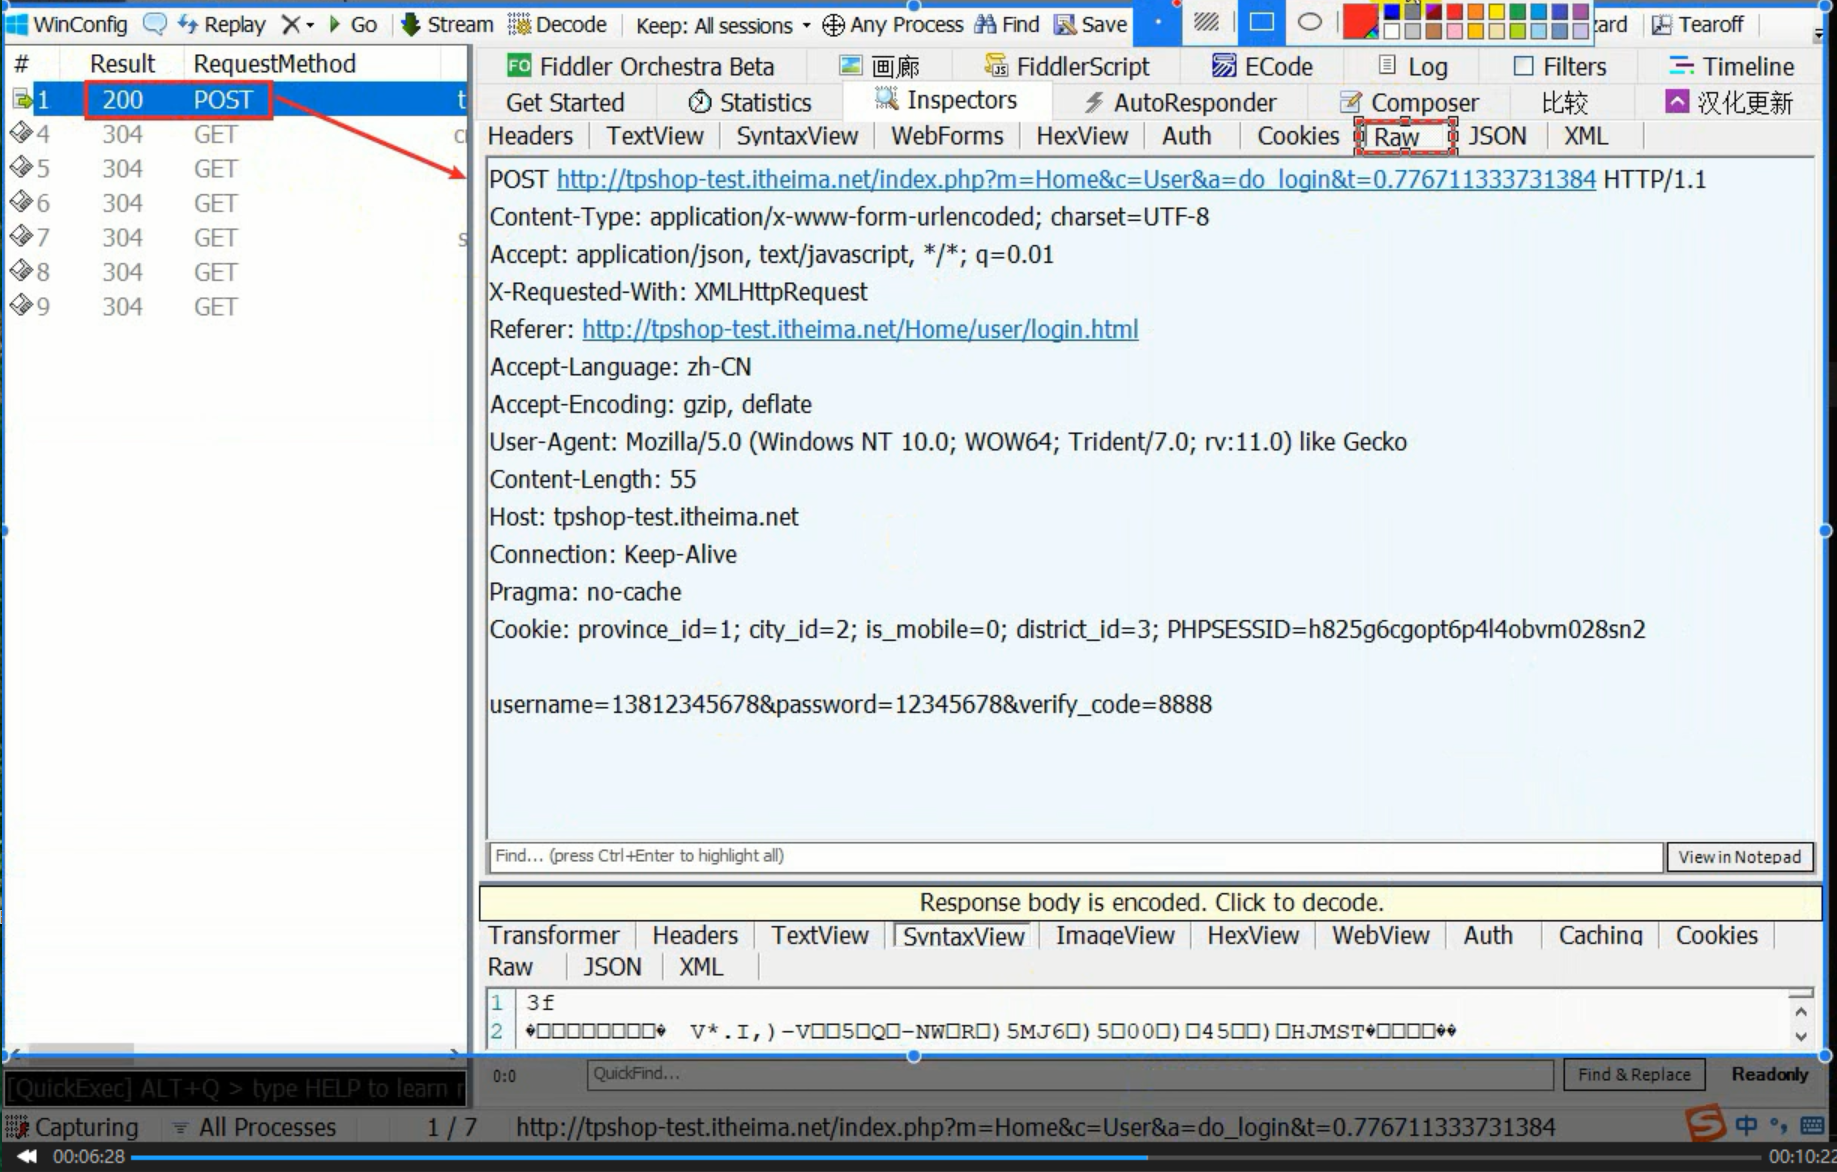 WinConfig Replay Go Stream Decode Keep: All sessions Any Process Find Save Tearoff
# Result RequestMethod
1 200 POST t
4 304 GET
5 304 GET
6 304 GET
7 304 GET s
8 304 GET
9 304 GET
FO Fiddler Orchestra Beta 画廊 FiddlerScript ECode Log Filters Timeline
Get Started Statistics Inspectors AutoResponder Composer 比较 汉化更新
Headers TextView SyntaxView WebForms HexView Auth Cookies Raw JSON XML
POST http://tpshop-test.itheima.net/index.php?m=Home&c=User&a=do_login&t=0.776711333731384 HTTP/1.1
Content-Type: application/x-www-form-urlencoded; charset=UTF-8
Accept: application/json, text/javascript, */*; q=0.01
X-Requested-With: XMLHttpRequest
Referer: http://tpshop-test.itheima.net/Home/user/login.html
Accept-Language: zh-CN
Accept-Encoding: gzip, deflate
User-Agent: Mozilla/5.0 (Windows NT 10.0; WOW64; Trident/7.0; rv:11.0) like Gecko
Content-Length: 55
Host: tpshop-test.itheima.net
Connection: Keep-Alive
Pragma: no-cache
Cookie: province_id=1; city_id=2; is_mobile=0; district_id=3; PHPSESSID=h825g6cgopt6p4l4obvm028sn2
username=13812345678&password=12345678&verify_code=8888
Find... (press Ctrl+Enter to highlight all) View in Notepad
Response body is encoded. Click to decode.
Transformer Headers TextView SyntaxView ImageView HexView WebView Auth Caching Cookies
Raw JSON XML
1 3f
2 �□□□□□□□□� V*.I,)-V□□5□Q□-NW□R□)5MJ6□)5□00□)□45□□)□HJMST�□□□□��
[QuickExec] ALT+Q > type HELP to learn 0:0 QuickFind... Find & Replace Readonly
Capturing All Processes 1 / 7 http://tpshop-test.itheima.net/index.php?m=Home&c=User&a=do_login&t=0.776711333731384 中
00:06:28 00:10:22